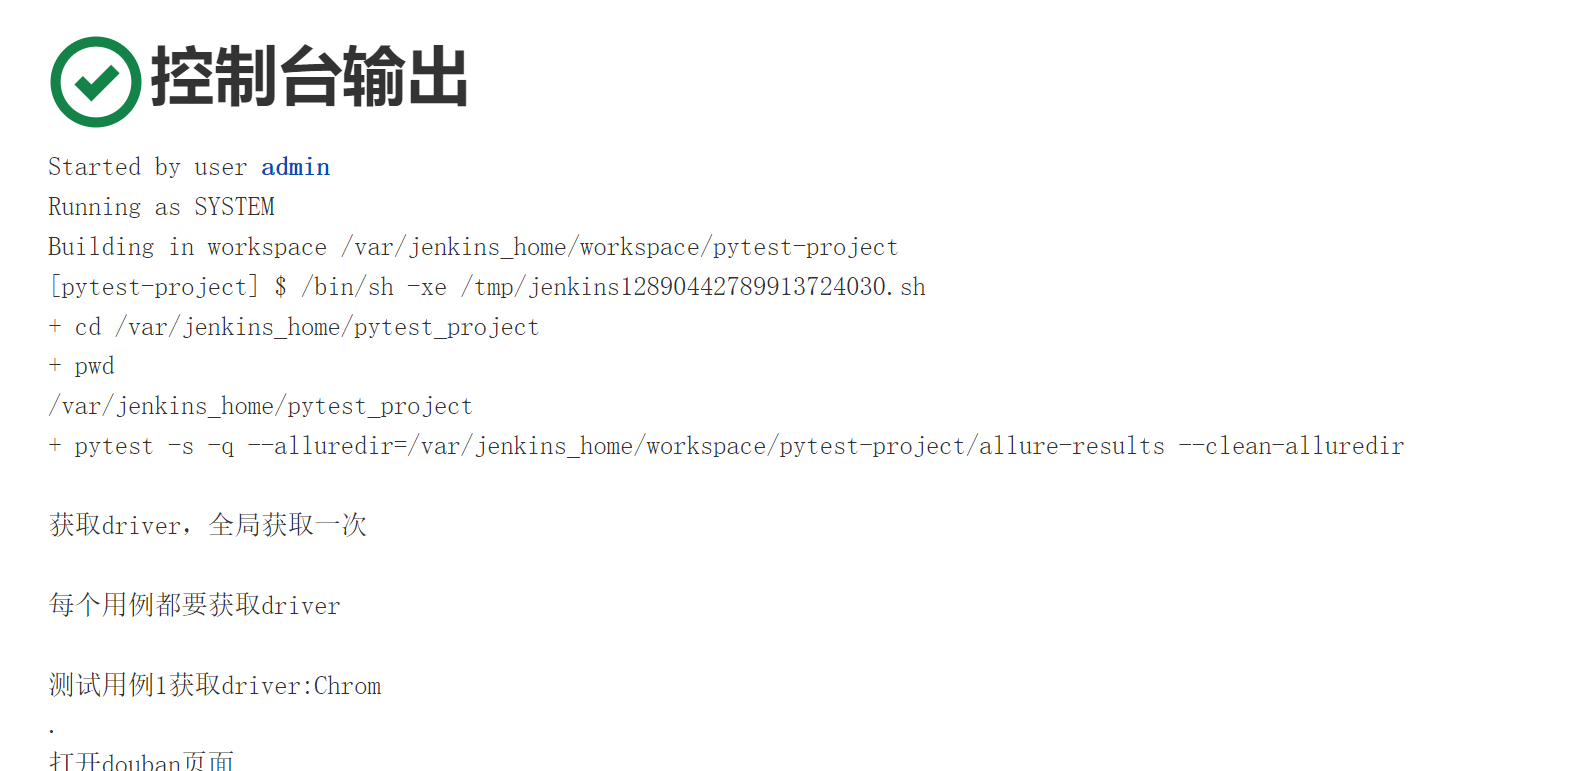 控制台输出
Started by user admin
Running as SYSTEM
Building in workspace /var/jenkins_home/workspace/pytest-project
[pytest-project] $ /bin/sh -xe /tmp/jenkins12890442789913724030.sh
+ cd /var/jenkins_home/pytest_project
+ pwd
/var/jenkins_home/pytest_project
+ pytest -s -q --alluredir=/var/jenkins_home/workspace/pytest-project/allure-results --clean-alluredir
获取driver，全局获取一次
每个用例都要获取driver
测试用例1获取driver:Chrom
.
打开douban页面